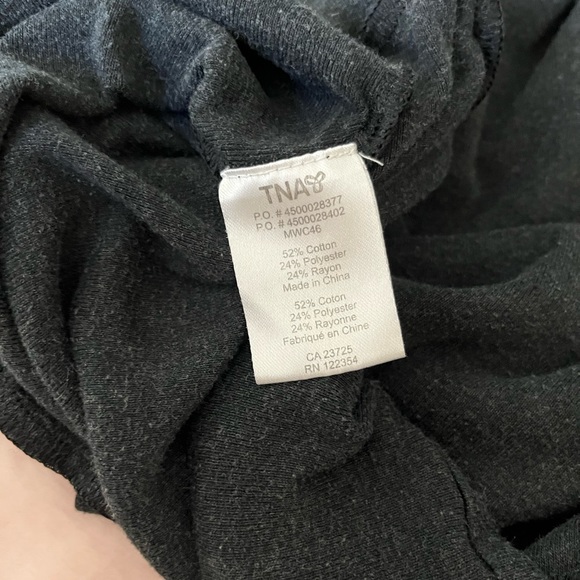 TNA
P.O. # 4500028377
P.O. # 4500028402
MWC46
52% Cotton
24% Polyester
24% Rayon
Made in China
52% Coton
24% Polyester
24% Rayonne
Fabriqué en Chine
CA 23725
RN 122354